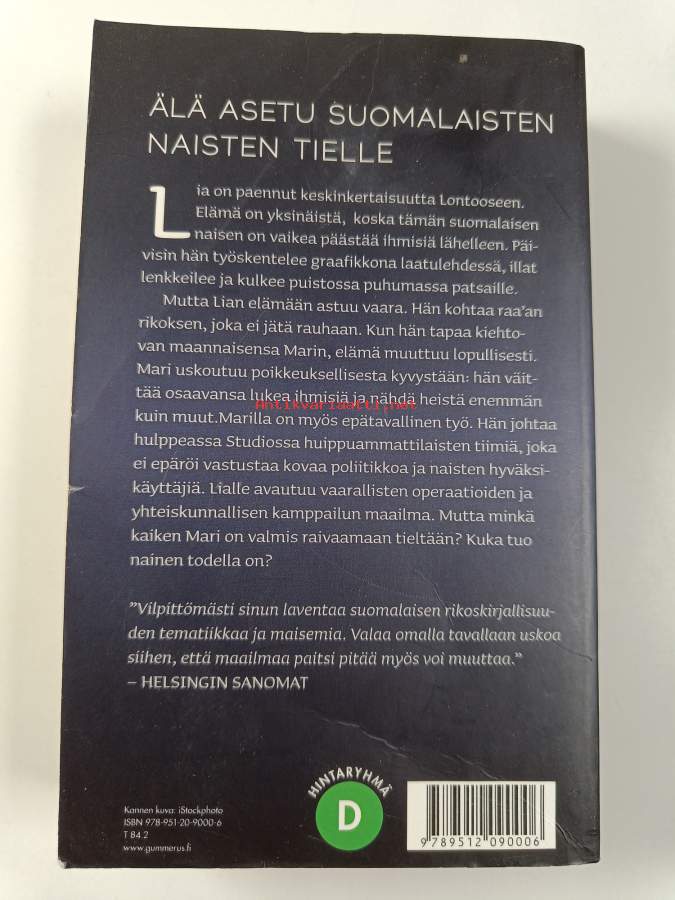 ÄLÄ ASETU SUOMALAISTEN
NAISTEN TIELLE
Lia on paennut keskinkertaisuutta Lontooseen.
Elämä on yksinäistä, koska tämän suomalaisen
naisen on vaikea päästää ihmisiä lähelleen. Päi-
visin hän työskentelee graafikkona laatulehdessä, illat
lenkkeilee ja kulkee puistossa puhumassa patsaille.
Mutta Lian elämään astuu vaara. Hän kohtaa raa'an
rikoksen, joka ei jätä rauhaan. Kun hän tapaa kiehto-
van maannaisensa Marin, elämä muuttuu lopullisesti.
Mari uskoutuu poikkeuksellisesta kyvystään: hän väit-
tää osaavansa lukea ihmisiä ja nähdä heistä enemmän
Antikvariaatti.net
kuin muut.Marilla on myös epätavallinen työ. Hän johtaa
hulppeassa Studiossa huippuammattilaisten tiimiä, joka
ei epäröi vastustaa kovaa poliitikkoa ja naisten hyväksi-
käyttäjiä. Lialle avautuu vaarallisten operaatioiden ja
yhteiskunnallisen kamppailun maailma. Mutta minkä
kaiken Mari on valmis raivaamaan tieltään? Kuka tuo
nainen todella on?
”Vilpittömästi sinun laventaa suomalaisen rikoskirjallisuu-
den tematiikkaa ja maisemia. Valaa omalla tavallaan uskoa
siihen, että maailmaa paitsi pitää myös voi muuttaa.”
– HELSINGIN SANOMAT
HINTARYHMÄ
D
Kannen kuva: iStockphoto
ISBN 978-951-20-9000-6
T 84.2
www.gummerus.fi
9 789512 090006